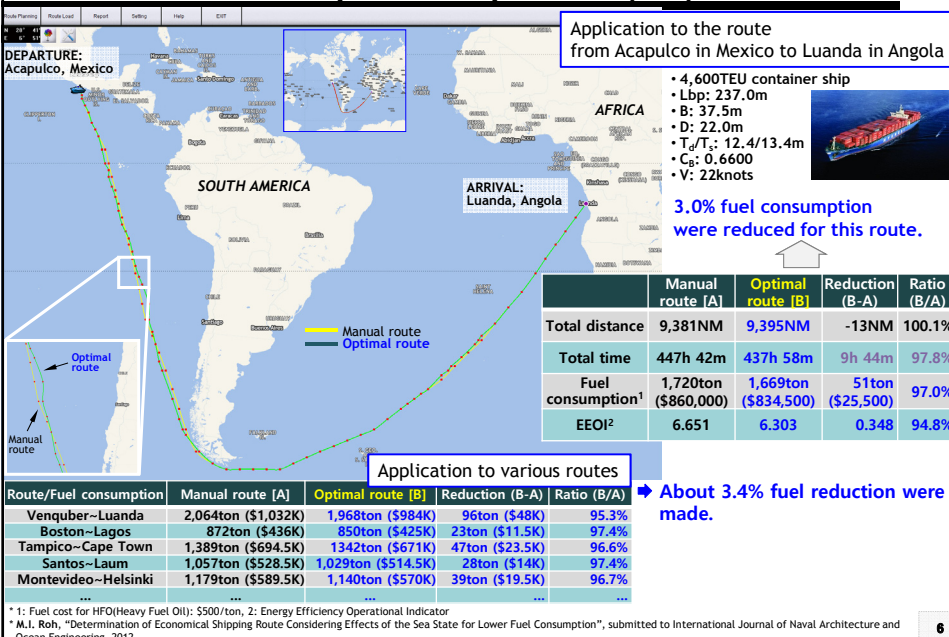 Route Planning Route Load Report Setting Help EXIT
DEPARTURE:
Acapulco, Mexico
Application to the route
from Acapulco in Mexico to Luanda in Angola
• 4,600TEU container ship
• Lbp: 237.0m
• B: 37.5m
• D: 22.0m
• Td/Ts: 12.4/13.4m
• CB: 0.6600
• V: 22knots
AFRICA
SOUTH AMERICA
ARRIVAL:
Luanda, Angola
3.0% fuel consumption
were reduced for this route.
Manual route
Optimal route
Optimal
route
Manual
route
Manual route [A] Optimal route [B] Reduction (B-A) Ratio (B/A)
Total distance 9,381NM 9,395NM -13NM 100.1%
Total time 447h 42m 437h 58m 9h 44m 97.8%
Fuel consumption1 1,720ton ($860,000) 1,669ton ($834,500) 51ton ($25,500) 97.0%
EEOI2 6.651 6.303 0.348 94.8%
Application to various routes
Route/Fuel consumption Manual route [A] Optimal route [B] Reduction (B-A) Ratio (B/A)
Venquber~Luanda 2,064ton ($1,032K) 1,968ton ($984K) 96ton ($48K) 95.3%
Boston~Lagos 872ton ($436K) 850ton ($425K) 23ton ($11.5K) 97.4%
Tampico~Cape Town 1,389ton ($694.5K) 1342ton ($671K) 47ton ($23.5K) 96.6%
Santos~Laum 1,057ton ($528.5K) 1,029ton ($514.5K) 28ton ($14K) 97.4%
Montevideo~Helsinki 1,179ton ($589.5K) 1,140ton ($570K) 39ton ($19.5K) 96.7%
... ... ... ... ...
About 3.4% fuel reduction were
made.
* 1: Fuel cost for HFO(Heavy Fuel Oil): $500/ton, 2: Energy Efficiency Operational Indicator
* M.I. Roh, "Determination of Economical Shipping Route Considering Effects of the Sea State for Lower Fuel Consumption", submitted to International Journal of Naval Architecture and
Ocean Engineering, 2012
6